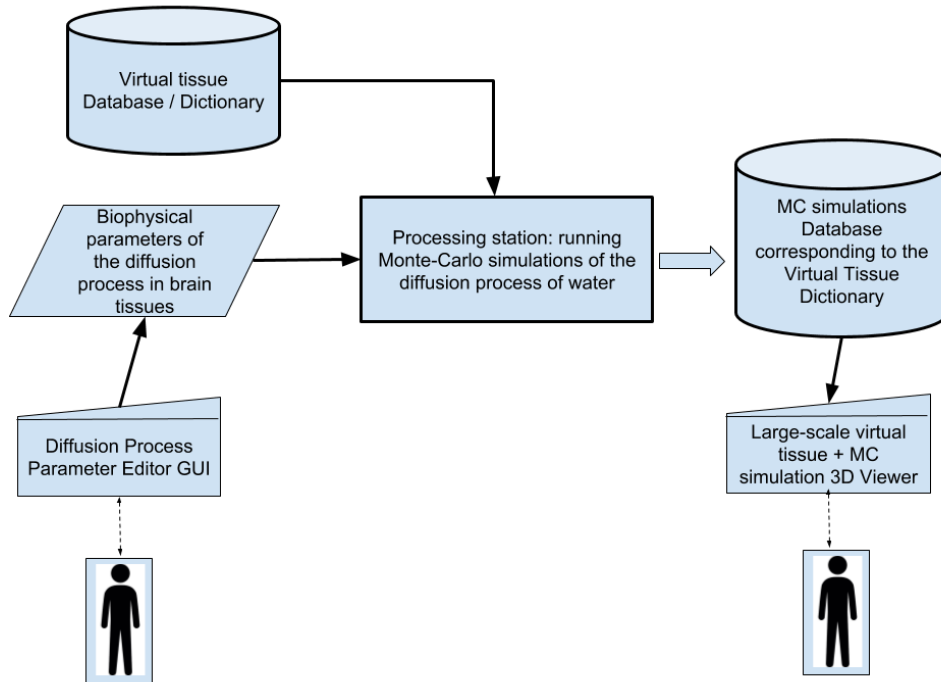 Virtual tissue
Database / Dictionary
Biophysical
parameters of
the diffusion
process in brain
tissues
Processing station: running
Monte-Carlo simulations of the
diffusion process of water
MC simulations
Database
corresponding to the
Virtual Tissue
Dictionary
Diffusion Process
Parameter Editor GUI
Large-scale virtual
tissue + MC
simulation 3D Viewer